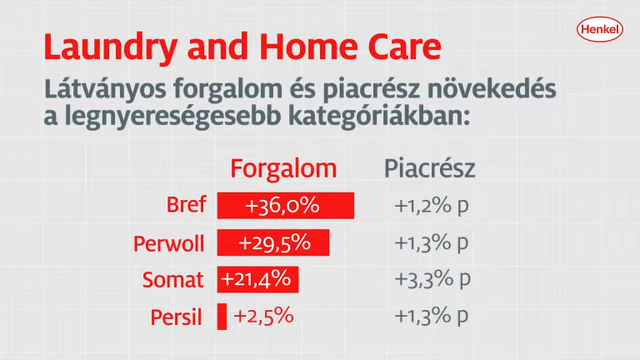 Henkel
Laundry and Home Care
Látványos forgalom és piacrész növekedés
a legnyereségesebb kategóriákban:
Forgalom Piacrész
Bref +36,0% +1,2% p
Perwoll +29,5% +1,3% p
Somat +21,4% +3,3% p
Persil +2,5% +1,3% p